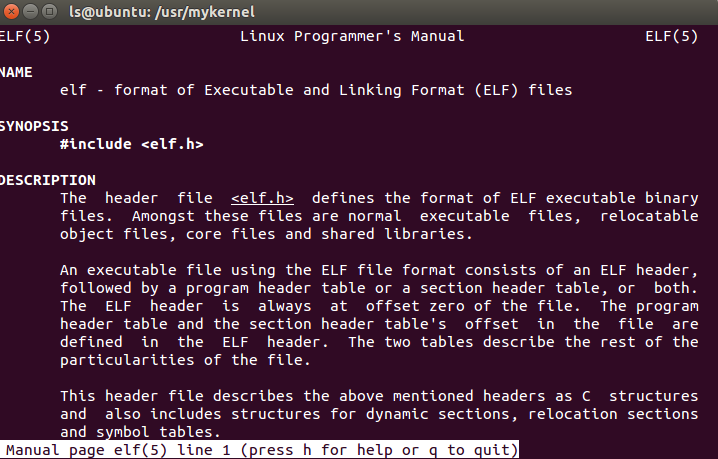 ls@ubuntu: /usr/mykernel
ELF(5) Linux Programmer's Manual ELF(5)
NAME
elf - format of Executable and Linking Format (ELF) files
SYNOPSIS
#include <elf.h>
DESCRIPTION
The header file <elf.h> defines the format of ELF executable binary
files. Amongst these files are normal executable files, relocatable
object files, core files and shared libraries.
An executable file using the ELF file format consists of an ELF header,
followed by a program header table or a section header table, or both.
The ELF header is always at offset zero of the file. The program
header table and the section header table's offset in the file are
defined in the ELF header. The two tables describe the rest of the
particularities of the file.
This header file describes the above mentioned headers as C structures
and also includes structures for dynamic sections, relocation sections
and symbol tables.
Manual page elf(5) line 1 (press h for help or q to quit)